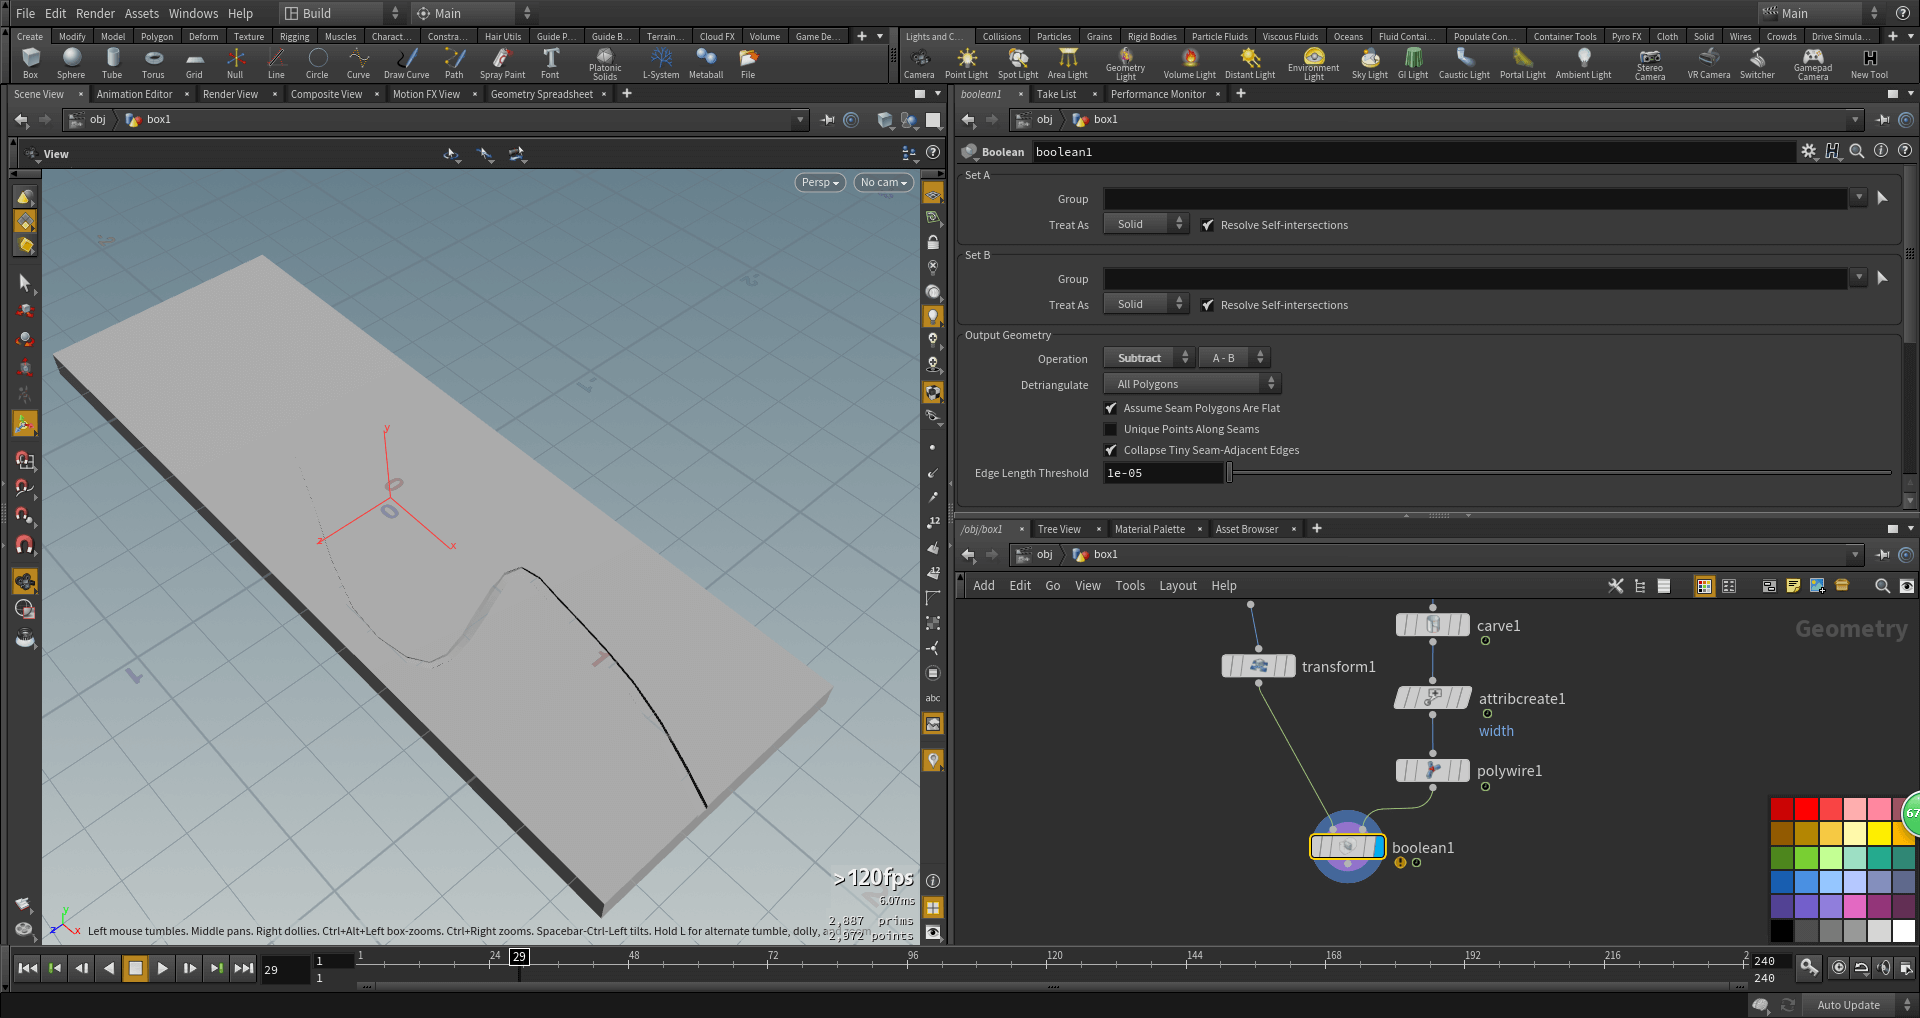 File Edit Render Assets Windows Help Build Main Main
Create Modify Model Polygon Deform Texture Rigging Muscles Charact... Constra... Hair Utils Guide P... Guide B... Terrain... Cloud FX Volume Game De...
Lights and C... Collisions Particles Grains Rigid Bodies Particle Fluids Viscous Fluids Oceans Fluid Contai... Populate Con... Container Tools Pyro FX Cloth Solid Wires Crowds Drive Simula...
Box Sphere Tube Torus Grid Null Line Circle Curve Draw Curve Path Spray Paint Font Platonic Solids L-System Metaball File
Camera Point Light Spot Light Area Light Geometry Light Volume Light Distant Light Environment Light Sky Light GI Light Caustic Light Portal Light Ambient Light Stereo Camera VR Camera Switcher Gamepad Camera New Tool
Scene View Animation Editor Render View Composite View Motion FX View Geometry Spreadsheet
boolean1 Take List Performance Monitor
obj box1
obj box1
View
Boolean boolean1
Persp No cam
Set A
Group
Treat As Solid Resolve Self-intersections
Set B
Group
Treat As Solid Resolve Self-intersections
Output Geometry
Operation Subtract A - B
Detriangulate All Polygons
Assume Seam Polygons Are Flat
Unique Points Along Seams
Collapse Tiny Seam-Adjacent Edges
Edge Length Threshold 1e-05
y
0
0
z
x
1
1
1
12
12
abc
/obj/box1 Tree View Material Palette Asset Browser
obj box1
Add Edit Go View Tools Layout Help
Geometry
carve1
transform1
attribcreate1
width
polywire1
boolean1
67
>120fps
6.07ms
2,887 prims
2,972 points
y
z x
Left mouse tumbles. Middle pans. Right dollies. Ctrl+Alt+Left box-zooms. Ctrl+Right zooms. Spacebar-Ctrl-Left tilts. Hold L for alternate tumble, dolly, a
29
1
1
1 24 29 48 72 96 120 144 168 192 216 2
240
240
Auto Update